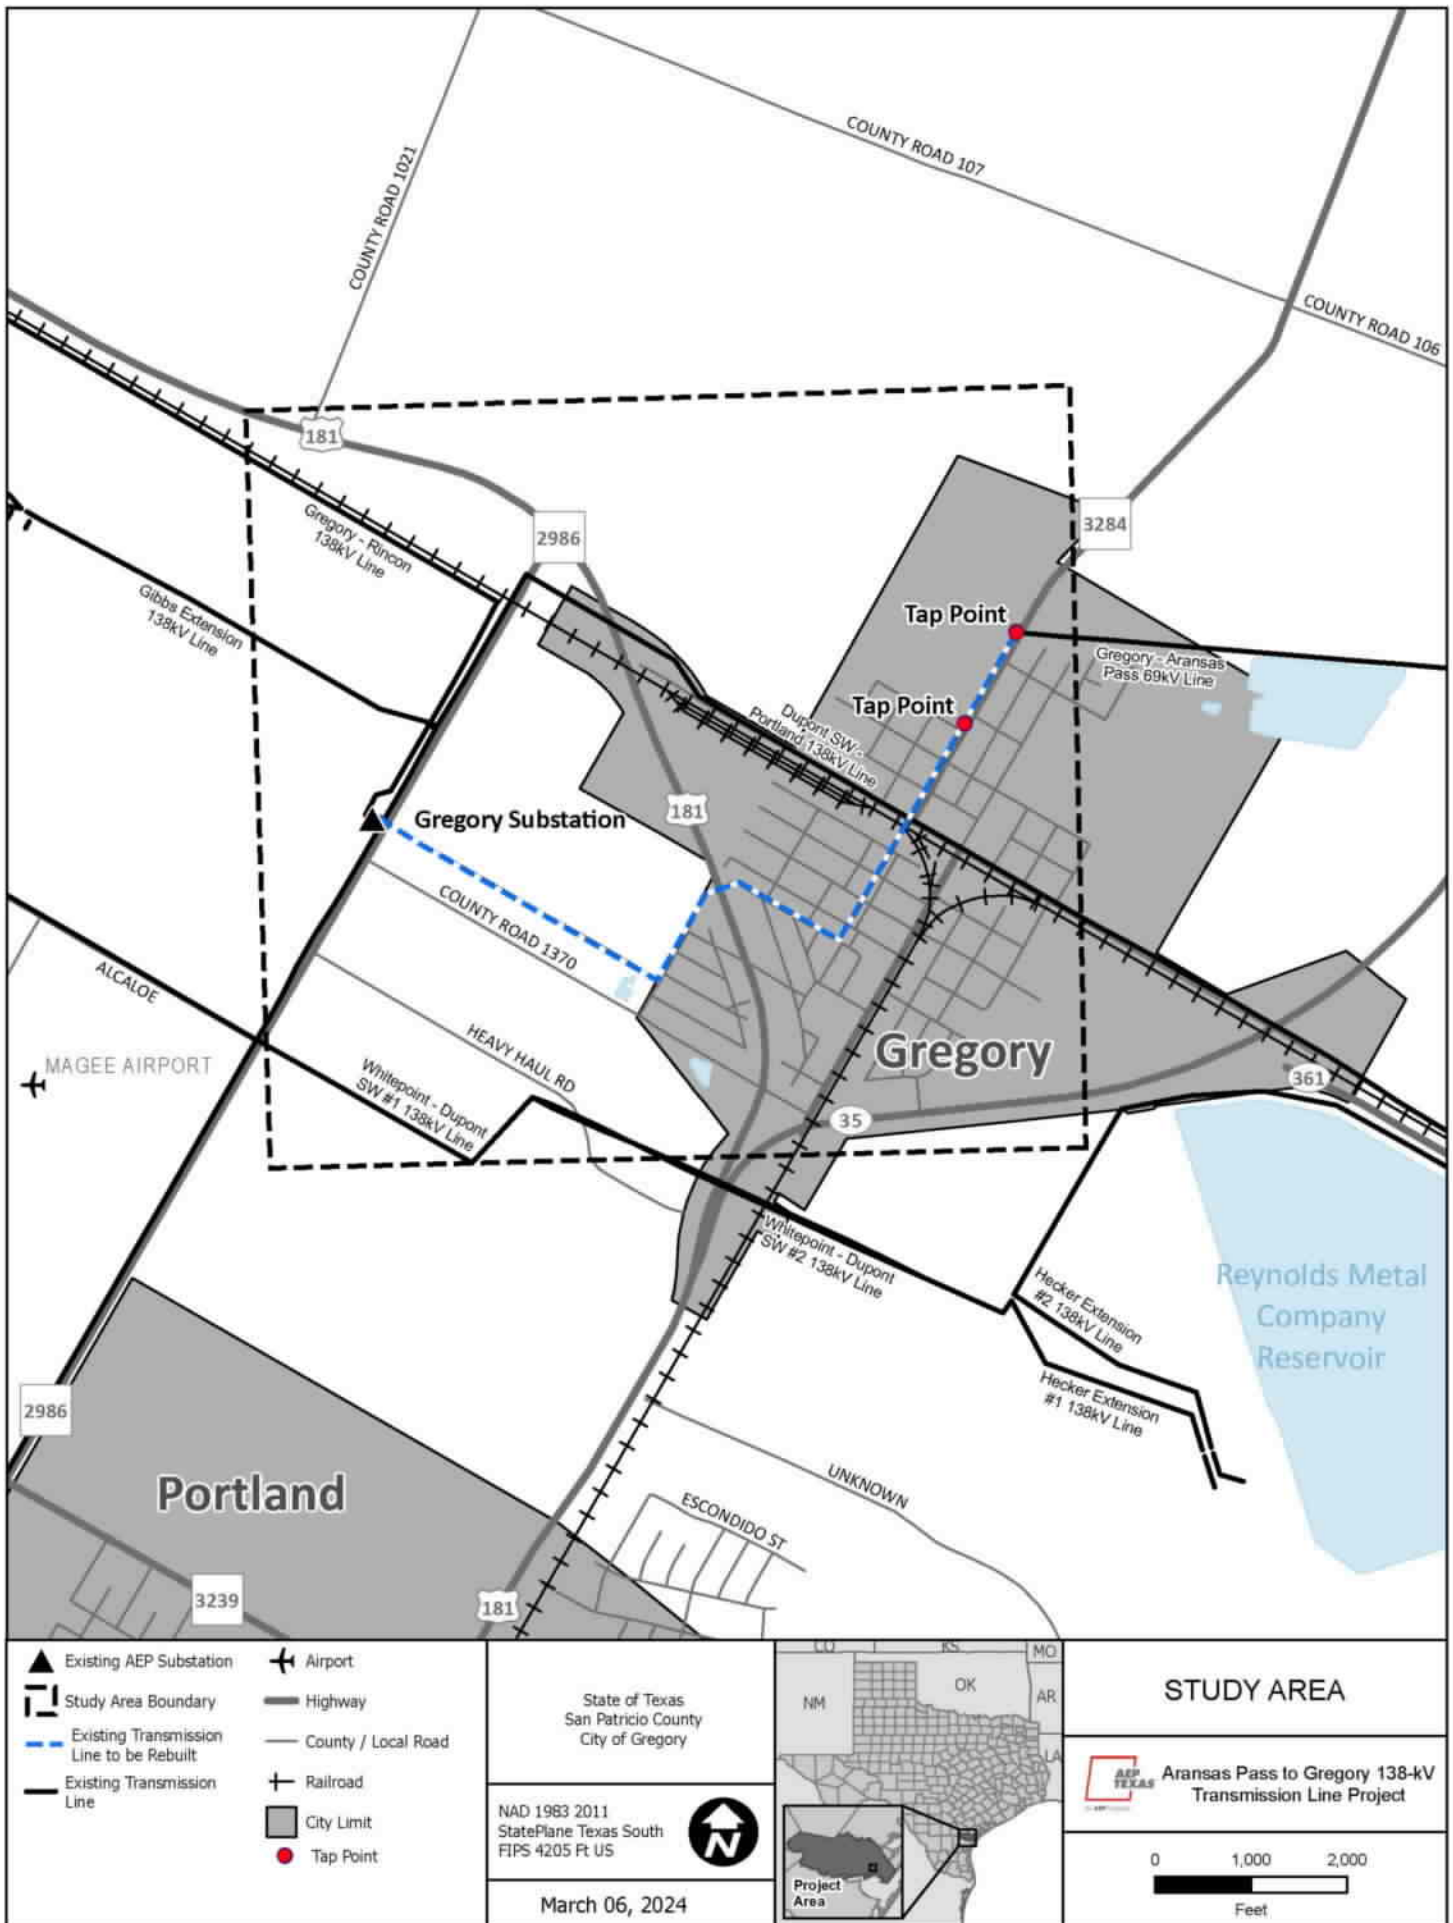 COUNTY ROAD 107
COUNTY ROAD 1021
COUNTY ROAD 106
181
Gregory - Rincon
138kV Line
2986
3284
Gibbs Extension
138kV Line
Tap Point
Gregory - Aransas
Pass 69kV Line
Tap Point
Dupont SW -
Portland 138kV Line
Gregory Substation
181
COUNTY ROAD 1370
ALCALOE
HEAVY HAUL RD
Gregory
MAGEE AIRPORT
Whitepoint - Dupont
SW #1 138kV Line
361
35
Whitepoint - Dupont
SW #2 138kV Line
Reynolds Metal
Company
Reservoir
Hecker Extension
#2 138kV Line
Hecker Extension
#1 138kV Line
2986
Portland
UNKNOWN
ESCONDIDO ST
3239
181
Existing AEP Substation
Study Area Boundary
Existing Transmission
Line to be Rebuilt
Existing Transmission
Line
Airport
Highway
County / Local Road
Railroad
City Limit
Tap Point
State of Texas
San Patricio County
City of Gregory
NAD 1983 2011
StatePlane Texas South
FIPS 4205 Ft US
N
March 06, 2024
CO
KS
MO
NM
OK
AR
LA
Project
Area
STUDY AREA
AEP
TEXAS
Aransas Pass to Gregory 138-kV
Transmission Line Project
0 1,000 2,000
Feet